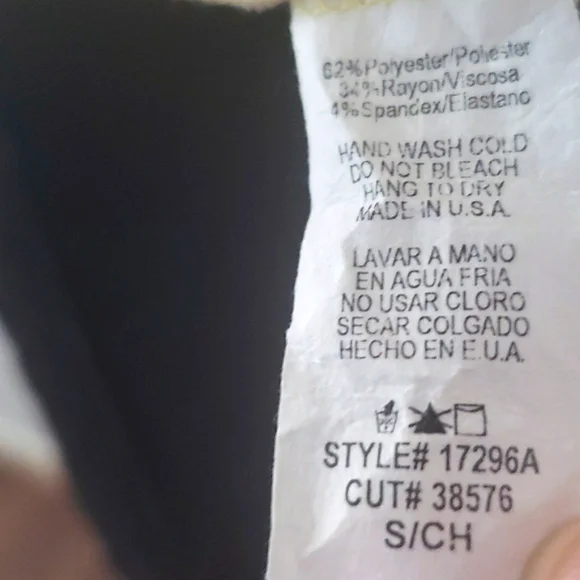 62%Polyester/Poliester
34%Rayon/Viscosa
4%Spandex/Elastano
HAND WASH COLD
DO NOT BLEACH
HANG TO DRY
MADE IN U.S.A.
LAVAR A MANO
EN AGUA FRIA
NO USAR CLORO
SECAR COLGADO
HECHO EN E.U.A.
STYLE# 17296A
CUT# 38576
S/CH